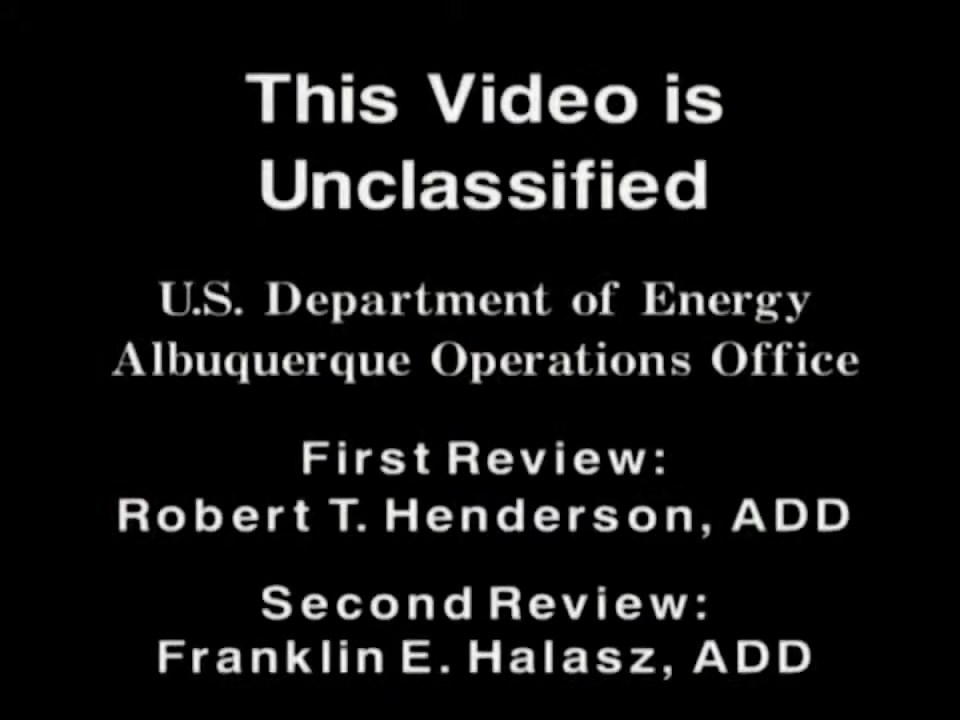 This Video is
Unclassified
U.S. Department of Energy
Albuquerque Operations Office
First Review:
Robert T. Henderson, ADD
Second Review:
Franklin E. Halasz, ADD